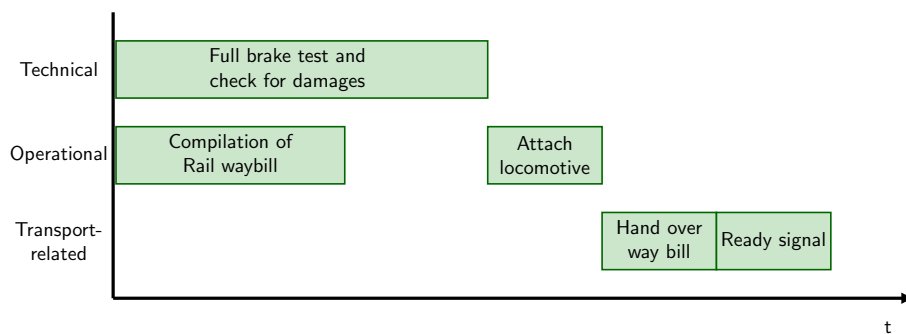 Technical
Full brake test and
check for damages
Operational
Compilation of
Rail waybill
Attach
locomotive
Transport-
related
Hand over
way bill
Ready signal
t